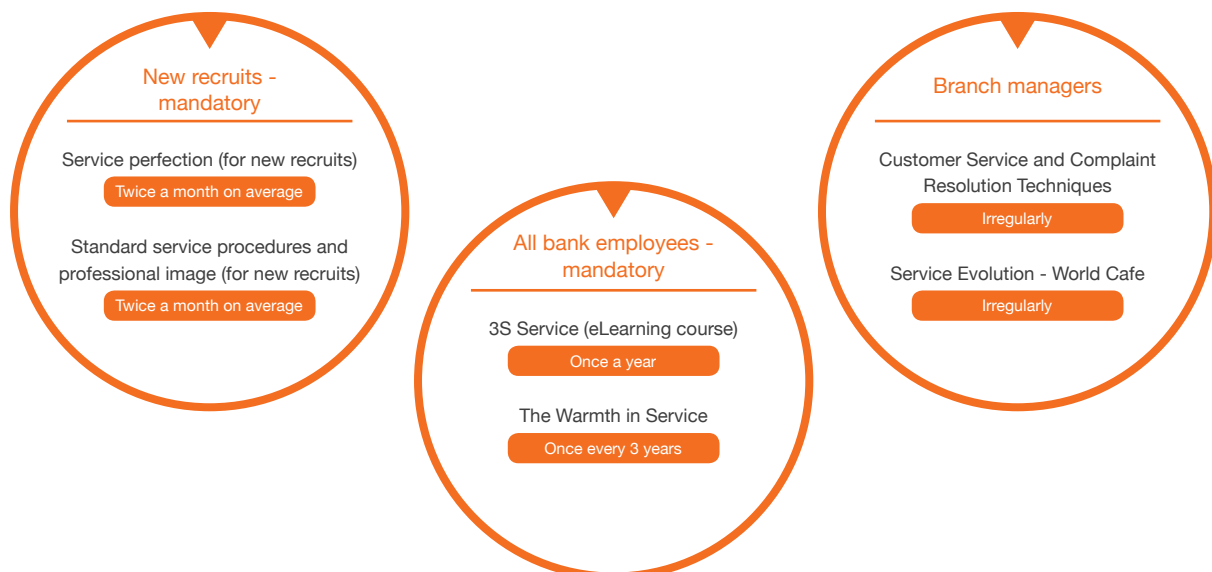 New recruits -
mandatory
Service perfection (for new recruits)
Twice a month on average
Standard service procedures and
professional image (for new recruits)
Twice a month on average
All bank employees -
mandatory
3S Service (eLearning course)
Once a year
The Warmth in Service
Once every 3 years
Branch managers
Customer Service and Complaint
Resolution Techniques
Irregularly
Service Evolution - World Cafe
Irregularly